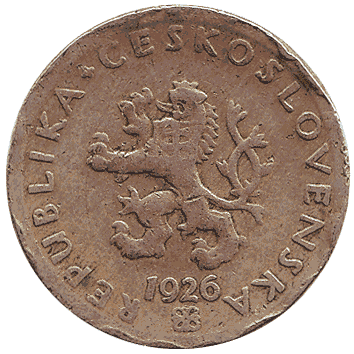 REPUBLIKA ★ ČESKOSLOVENSKÁ
1926